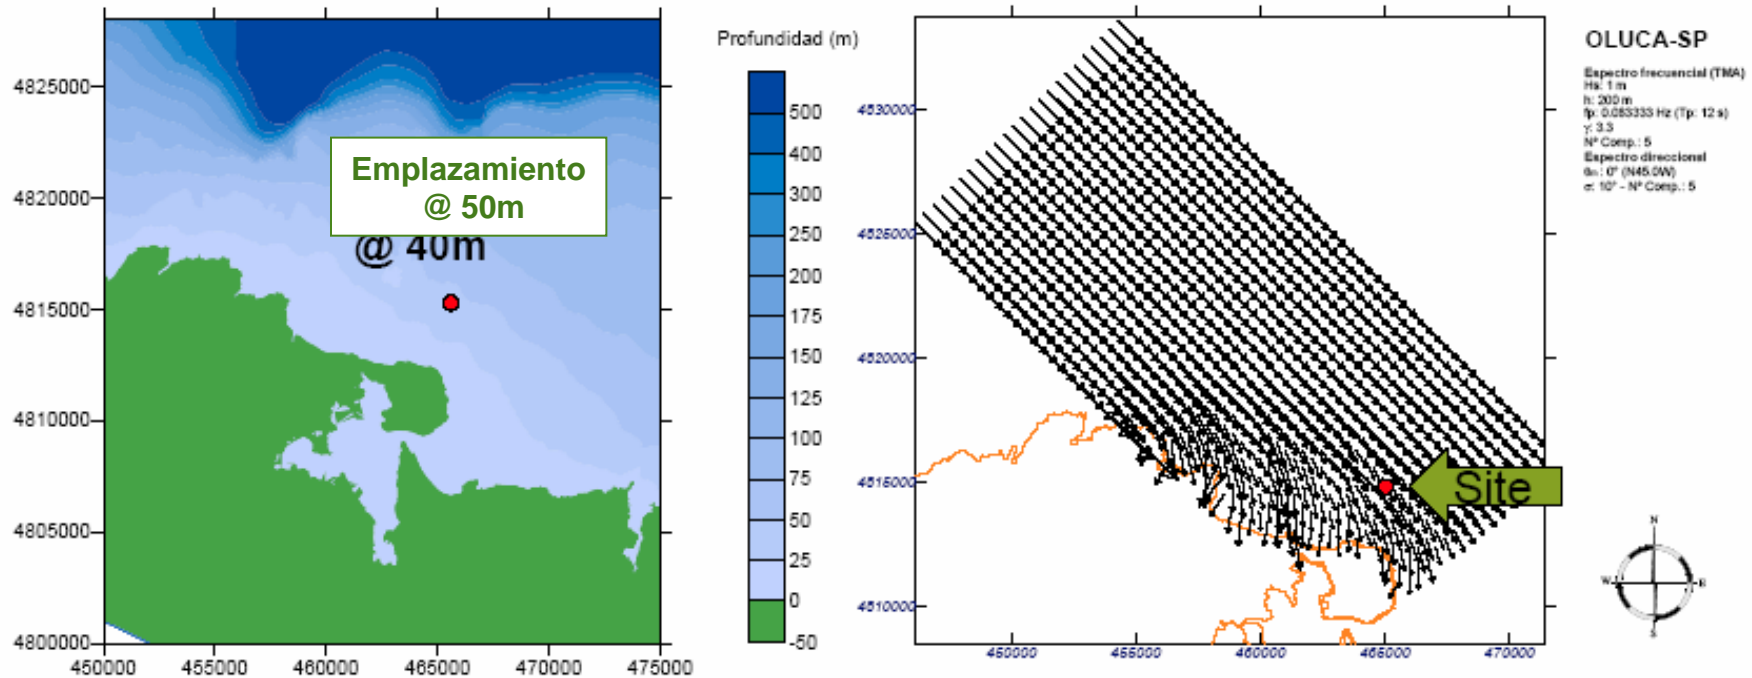 4825000
4820000
4815000
4810000
4805000
4800000
450000
455000
460000
465000
470000
475000
Emplazamiento
@ 50m
@ 40m
Profundidad (m)
500
400
300
250
200
175
150
125
100
75
50
25
0
-50
4530000
4525000
4520000
4515000
4510000
450000
455000
460000
465000
470000
Site
OLUCA-SP
Espectro frecuencial (TMA)
Hs: 1 m
h: 200 m
fp: 0.083333 Hz (Tp: 12 s)
γ: 3.3
Nº Comp.: 5
Espectro direccional
θm: 0° (N45.0W)
σ: 10° - Nº Comp.: 5
N
W
E
S